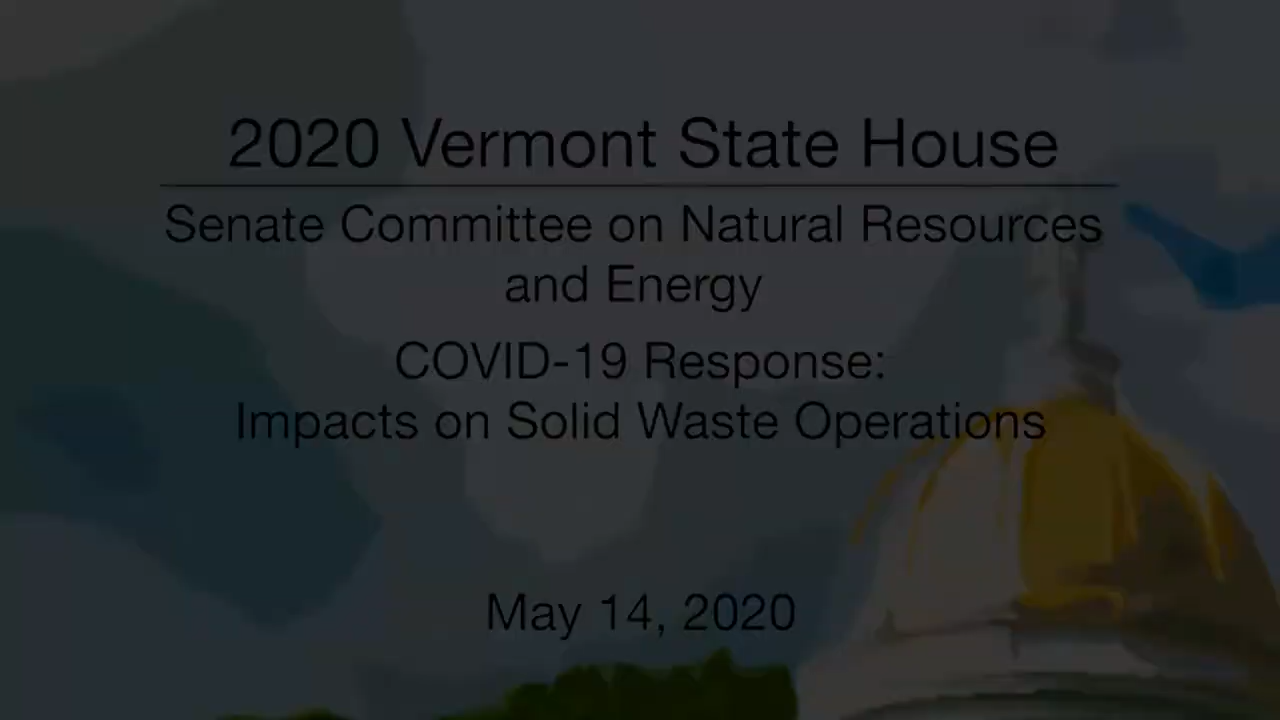 2020 Vermont State House
Senate Committee on Natural Resources
and Energy
COVID-19 Response:
Impacts on Solid Waste Operations
May 14, 2020